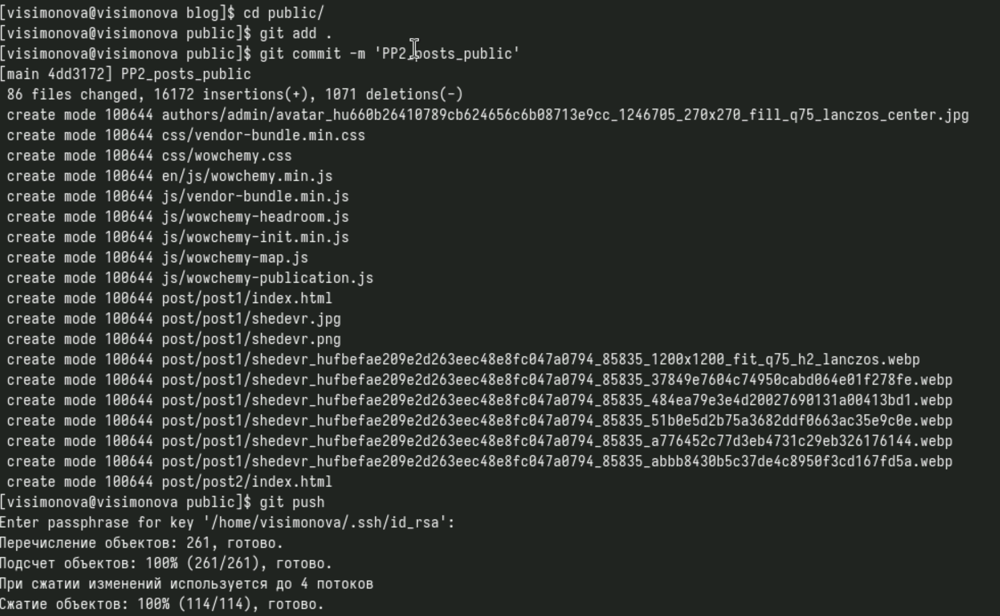 [visimonova@visimonova blog]$ cd public/
[visimonova@visimonova public]$ git add .
[visimonova@visimonova public]$ git commit -m 'PP2_posts_public'
[main 4dd3172] PP2_posts_public
 86 files changed, 16172 insertions(+), 1071 deletions(-)
 create mode 100644 authors/admin/avatar_hu660b26410789cb624656c6b08713e9cc_1246705_270x270_fill_q75_lanczos_center.jpg
 create mode 100644 css/vendor-bundle.min.css
 create mode 100644 css/wowchemy.css
 create mode 100644 en/js/wowchemy.min.js
 create mode 100644 js/vendor-bundle.min.js
 create mode 100644 js/wowchemy-headroom.js
 create mode 100644 js/wowchemy-init.min.js
 create mode 100644 js/wowchemy-map.js
 create mode 100644 js/wowchemy-publication.js
 create mode 100644 post/post1/index.html
 create mode 100644 post/post1/shedevr.jpg
 create mode 100644 post/post1/shedevr.png
 create mode 100644 post/post1/shedevr_hufbefae209e2d263eec48e8fc047a0794_85835_1200x1200_fit_q75_h2_lanczos.webp
 create mode 100644 post/post1/shedevr_hufbefae209e2d263eec48e8fc047a0794_85835_37849e7604c74950cabd064e01f278fe.webp
 create mode 100644 post/post1/shedevr_hufbefae209e2d263eec48e8fc047a0794_85835_484ea79e3e4d20027690131a00413bd1.webp
 create mode 100644 post/post1/shedevr_hufbefae209e2d263eec48e8fc047a0794_85835_51b0e5d2b75a3682ddf0663ac35e9c0e.webp
 create mode 100644 post/post1/shedevr_hufbefae209e2d263eec48e8fc047a0794_85835_a776452c77d3eb4731c29eb326176144.webp
 create mode 100644 post/post1/shedevr_hufbefae209e2d263eec48e8fc047a0794_85835_abbb8430b5c37de4c8950f3cd167fd5a.webp
 create mode 100644 post/post2/index.html
[visimonova@visimonova public]$ git push
Enter passphrase for key '/home/visimonova/.ssh/id_rsa':
Перечисление объектов: 261, готово.
Подсчет объектов: 100% (261/261), готово.
При сжатии изменений используется до 4 потоков
Сжатие объектов: 100% (114/114), готово.